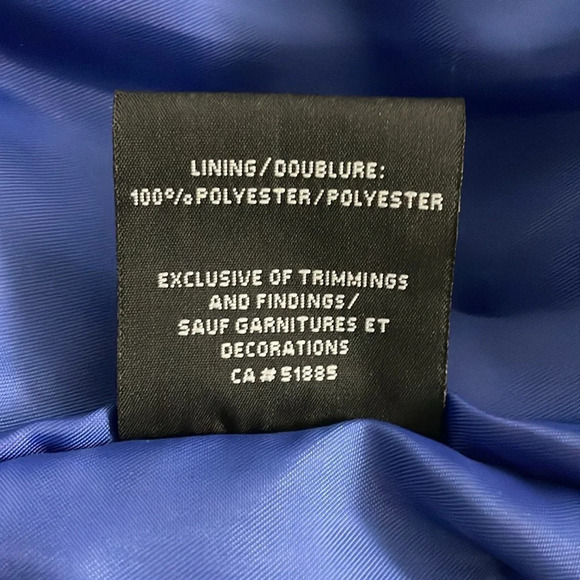 LINING/DOUBLURE:
100% POLYESTER/POLYESTER
EXCLUSIVE OF TRIMMINGS
AND FINDINGS/
SAUF GARNITURES ET
DECORATIONS
CA # 51885